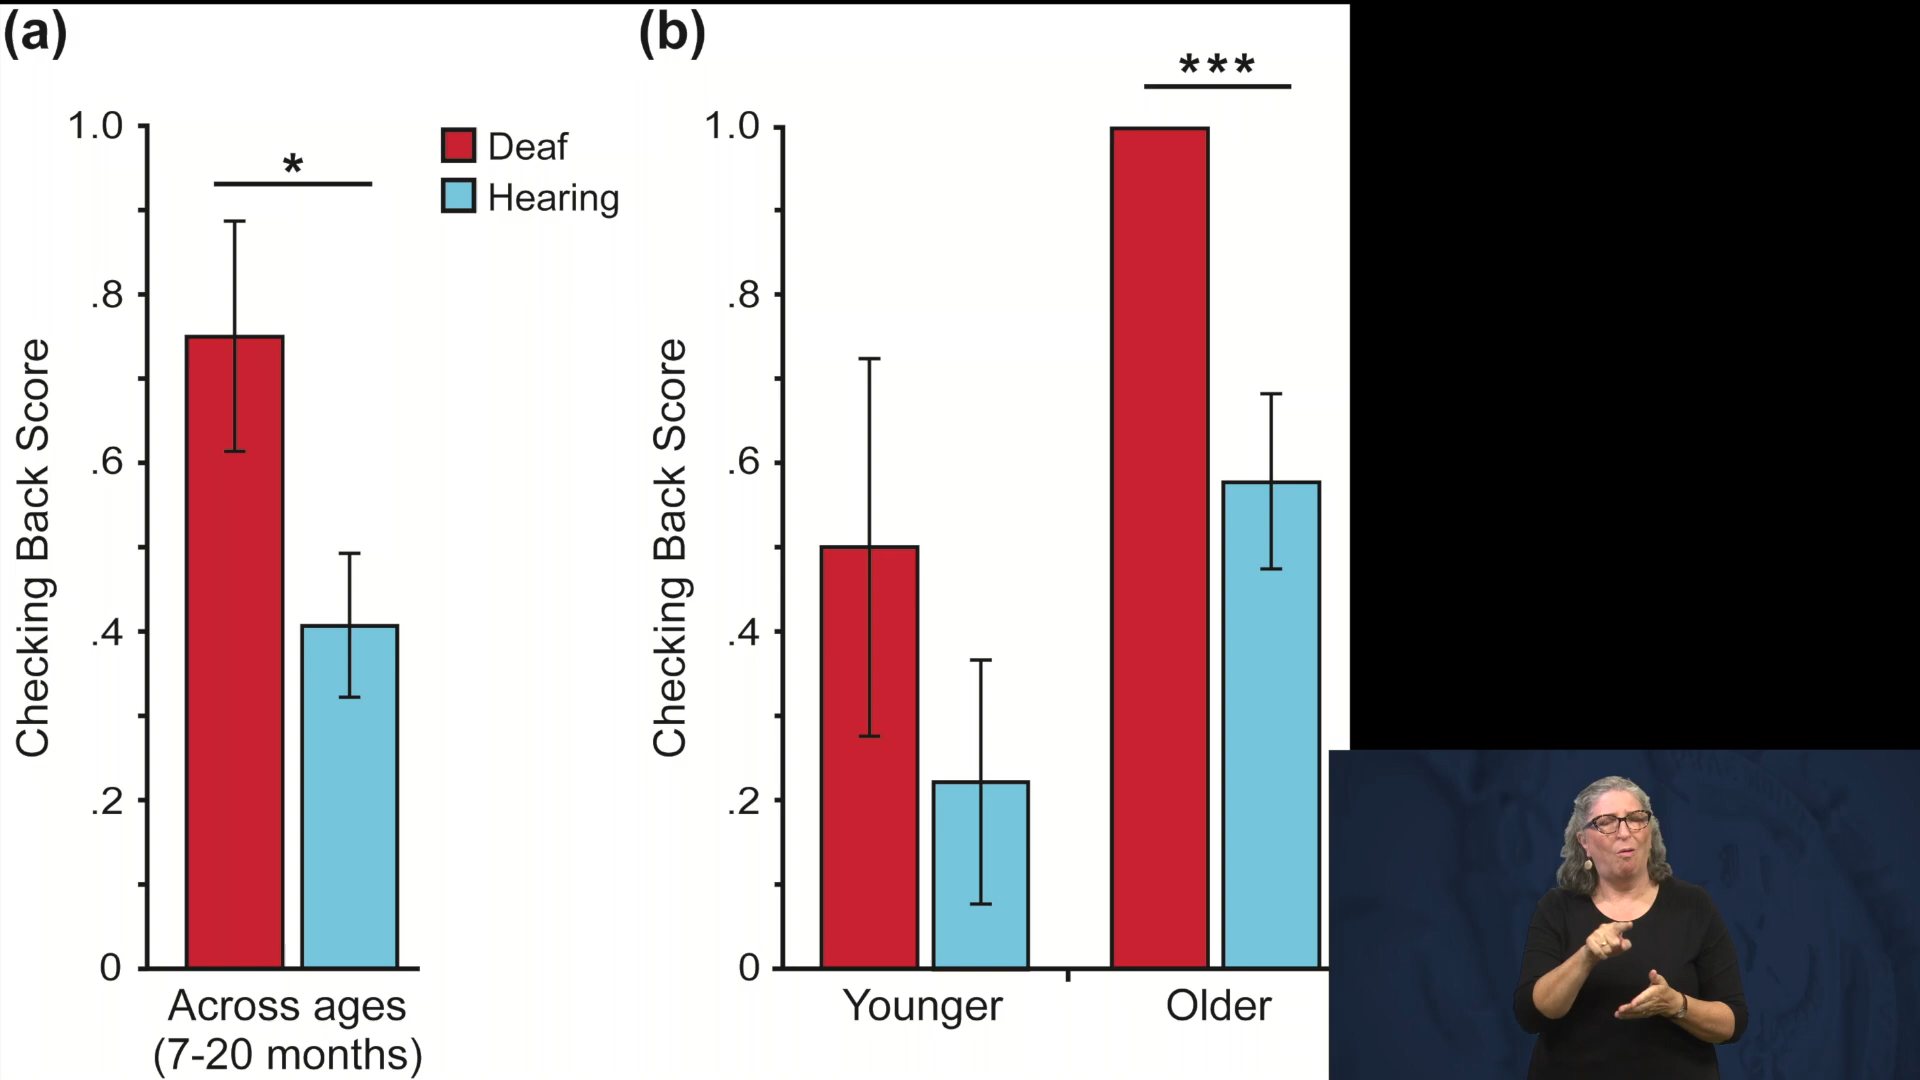 (a)
1.0
.8
.6
.4
.2
0
Checking Back Score
*
Deaf
Hearing
Across ages
(7-20 months)
(b)
1.0
.8
.6
.4
.2
0
Checking Back Score
***
Younger
Older